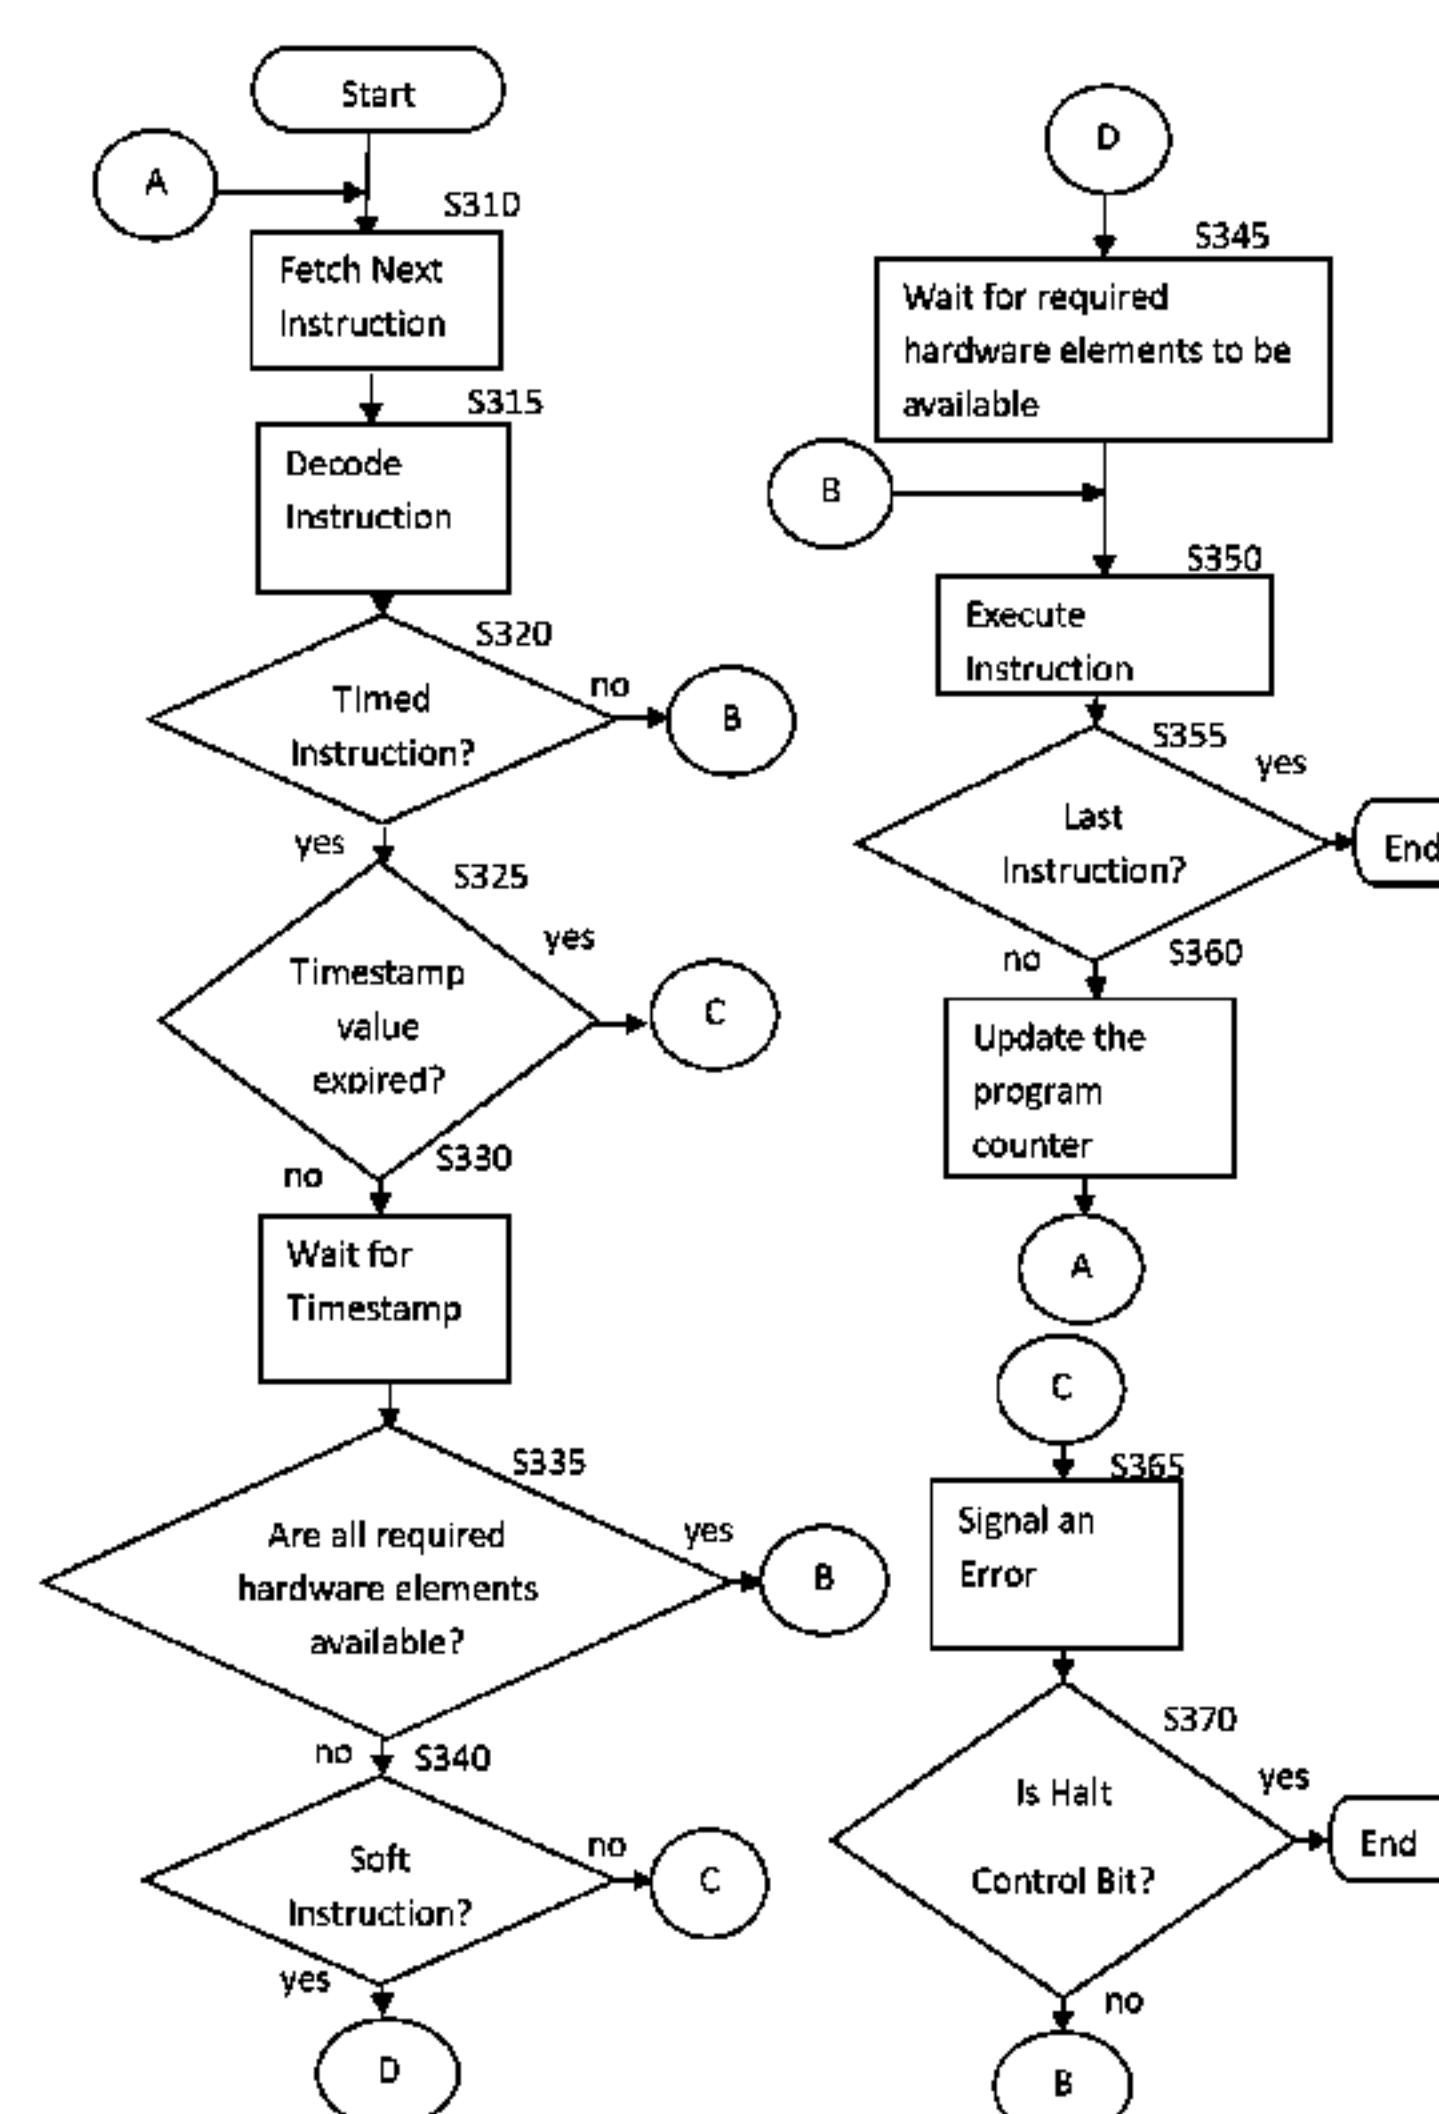 Start
A
S310
Fetch Next
Instruction
S315
Decode
Instruction
S320
Timed
Instruction?
no
B
yes
S325
yes
Timestamp
value
expired?
C
S330
no
Wait for
Timestamp
S335
Are all required
hardware elements
available?
yes
B
no
S340
Soft
Instruction?
no
C
yes
D
D
S345
Wait for required
hardware elements to be
available
B
S350
Execute
Instruction
S355
yes
Last
Instruction?
End
no
S360
Update the
program
counter
A
C
S365
Signal an
Error
S370
Is Halt
Control Bit?
yes
End
no
B